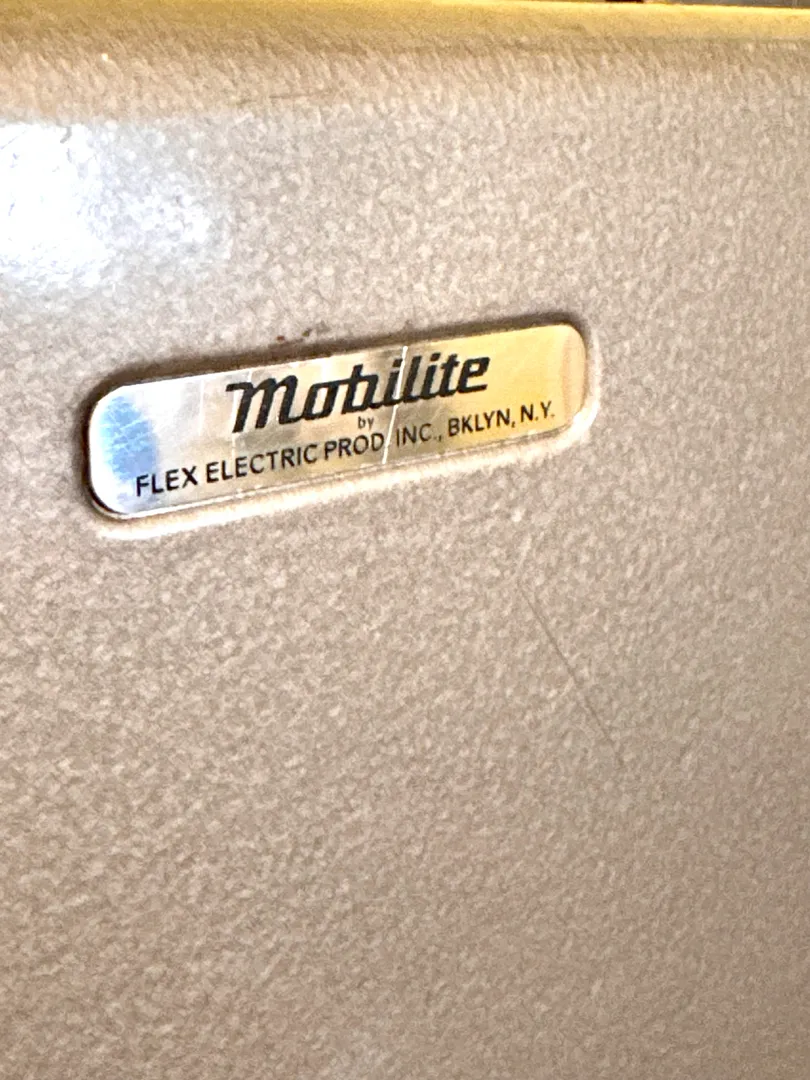 Mobilite
by
FLEX ELECTRIC PROD. INC., BKLYN, N.Y.